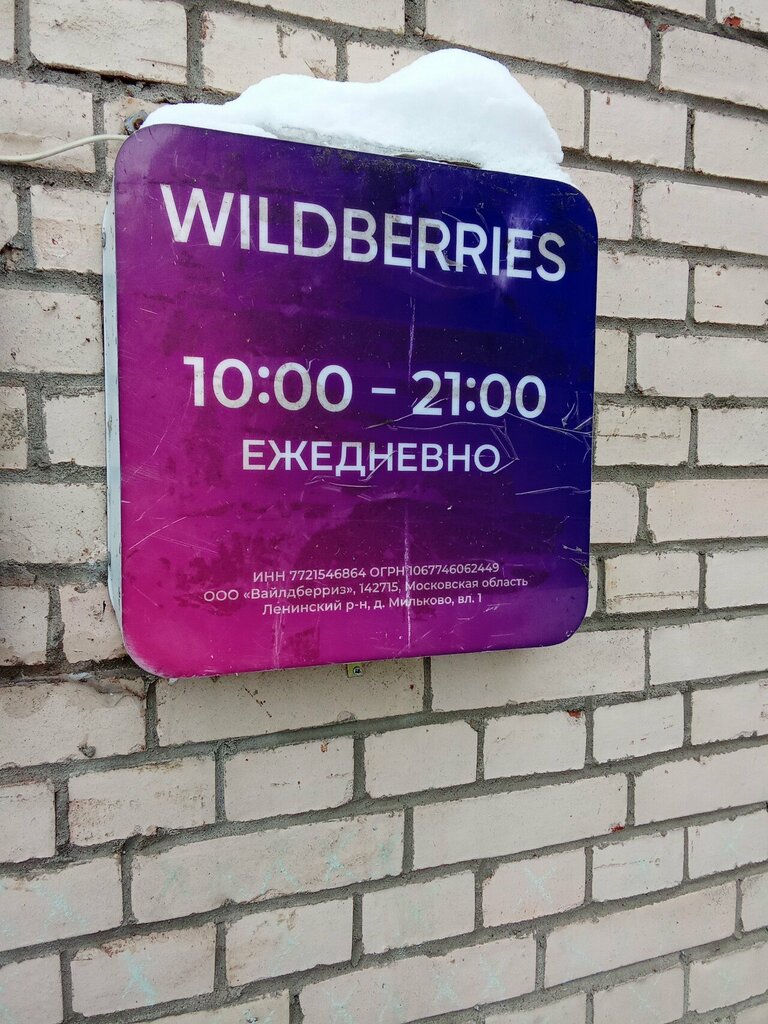 WILDBERRIES
10:00 – 21:00
ЕЖЕДНЕВНО
ИНН 7721546864 ОГРН 1067746062449
ООО «Вайлдберриз», 142715, Московская область
Ленинский р-н, д. Мильково, вл. 1